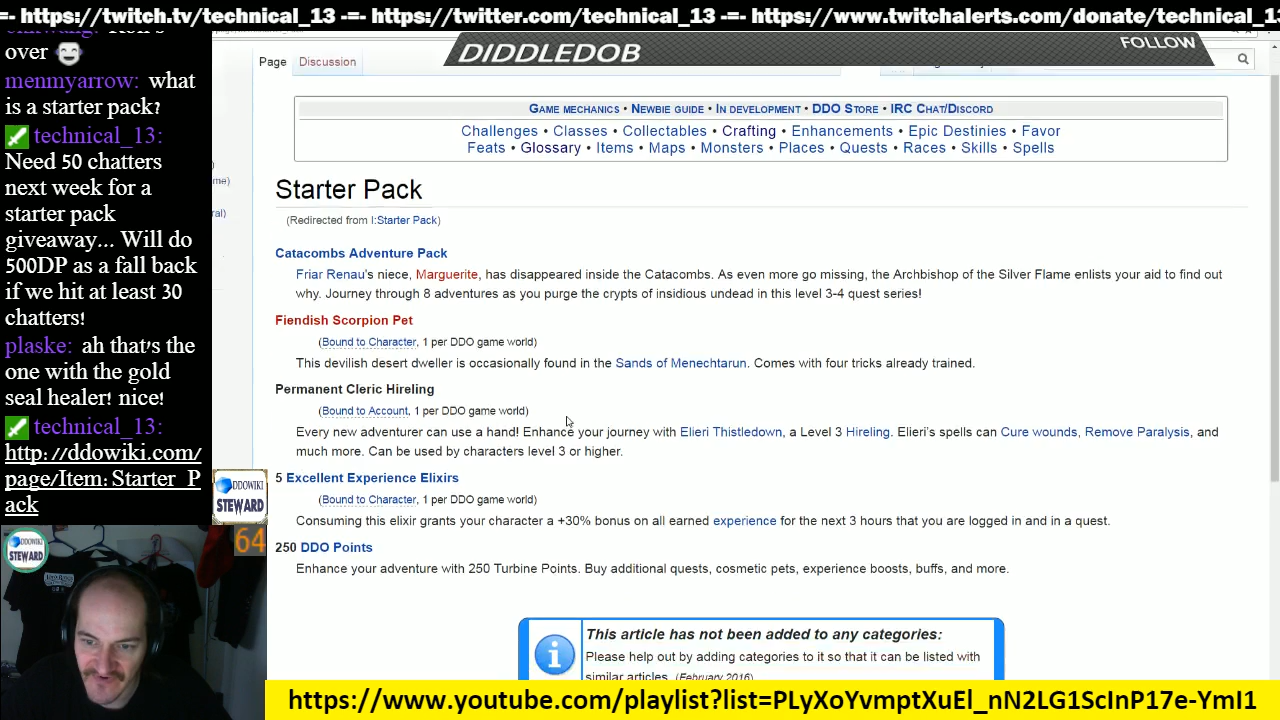 =- https://twitch.tv/technical_13 -=- https://twitter.com/technical_13 -=- https://www.twitchalerts.com/donate/technical_13
over
menmyarrow: what
is a starter pack?
technical_13:
Need 50 chatters
next week for a
starter pack
giveaway... Will do
500DP as a fall back
if we hit at least 30
chatters!
plaske: ah that's the
one with the gold
seal healer! nice!
technical_13:
http://ddowiki.com/
page/Item:Starter_P
ack
DDOWIKI
STEWARD
64
DDOWIKI
STEWARD
DIDDLEDOB
FOLLOW
Page Discussion
Game mechanics • Newbie guide • In development • DDO Store • IRC Chat/Discord
Challenges • Classes • Collectables • Crafting • Enhancements • Epic Destinies • Favor
Feats • Glossary • Items • Maps • Monsters • Places • Quests • Races • Skills • Spells
Starter Pack
(Redirected from I:Starter Pack)
Catacombs Adventure Pack
Friar Renau's niece, Marguerite, has disappeared inside the Catacombs. As even more go missing, the Archbishop of the Silver Flame enlists your aid to find out
why. Journey through 8 adventures as you purge the crypts of insidious undead in this level 3-4 quest series!
Fiendish Scorpion Pet
(Bound to Character, 1 per DDO game world)
This devilish desert dweller is occasionally found in the Sands of Menechtarun. Comes with four tricks already trained.
Permanent Cleric Hireling
(Bound to Account, 1 per DDO game world)
Every new adventurer can use a hand! Enhance your journey with Elieri Thistledown, a Level 3 Hireling. Elieri's spells can Cure wounds, Remove Paralysis, and
much more. Can be used by characters level 3 or higher.
5 Excellent Experience Elixirs
(Bound to Character, 1 per DDO game world)
Consuming this elixir grants your character a +30% bonus on all earned experience for the next 3 hours that you are logged in and in a quest.
250 DDO Points
Enhance your adventure with 250 Turbine Points. Buy additional quests, cosmetic pets, experience boosts, buffs, and more.
This article has not been added to any categories:
Please help out by adding categories to it so that it can be listed with
similar articles. (February 2016)
https://www.youtube.com/playlist?list=PLyXoYvmptXuEl_nN2LG1ScInP17e-YmI1